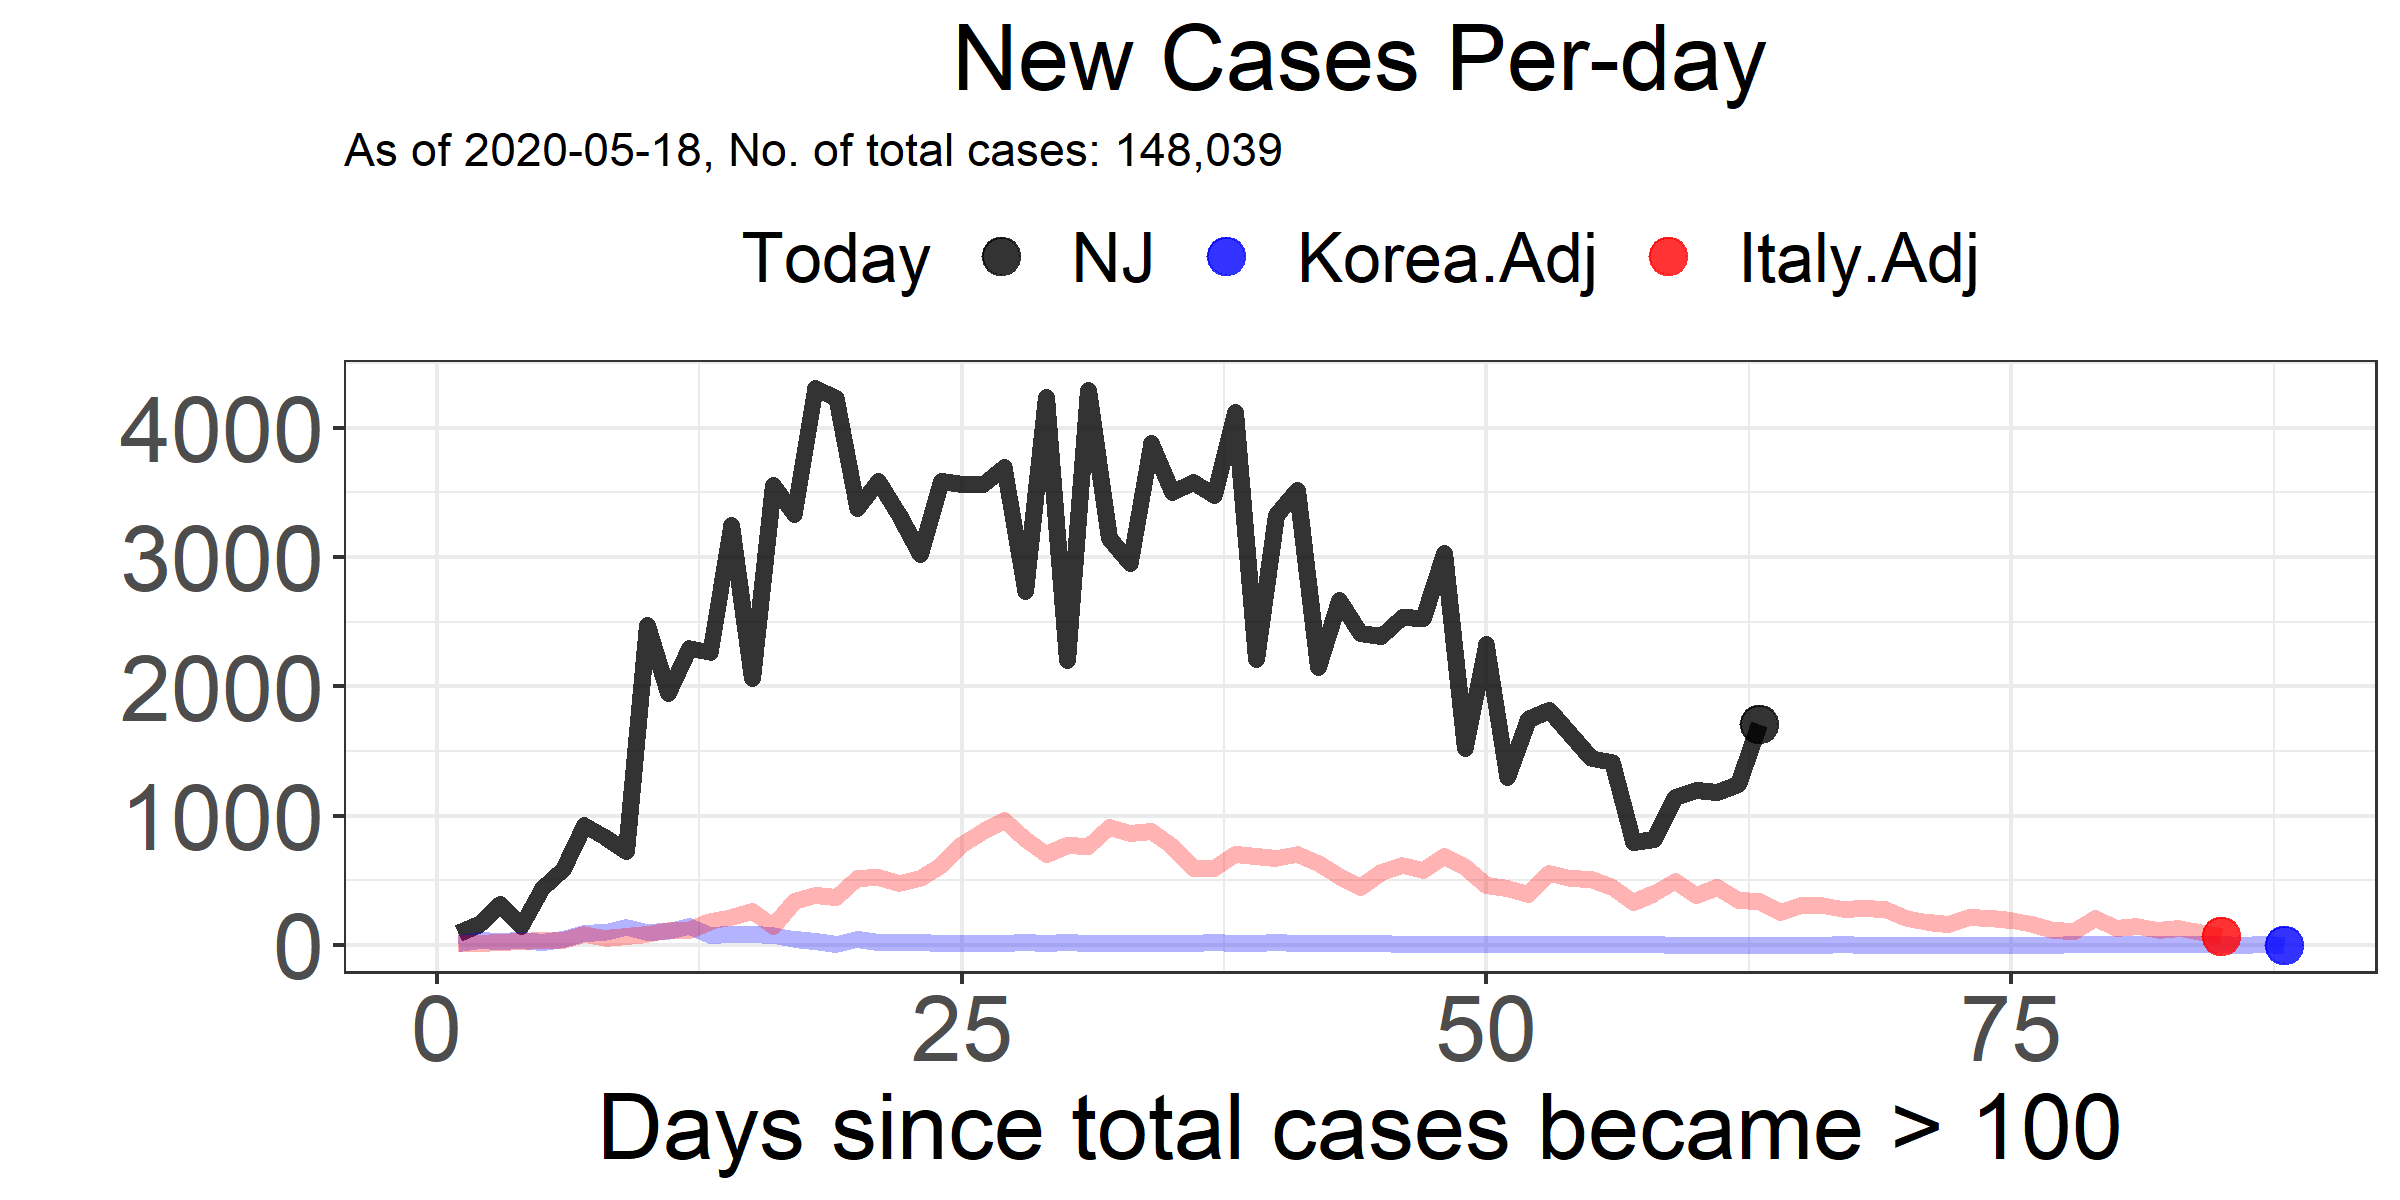 New Cases Per-day
As of 2020-05-18, No. of total cases: 148,039
Today NJ Korea.Adj Italy.Adj
4000
3000
2000
1000
0
0 25 50 75
Days since total cases became > 100